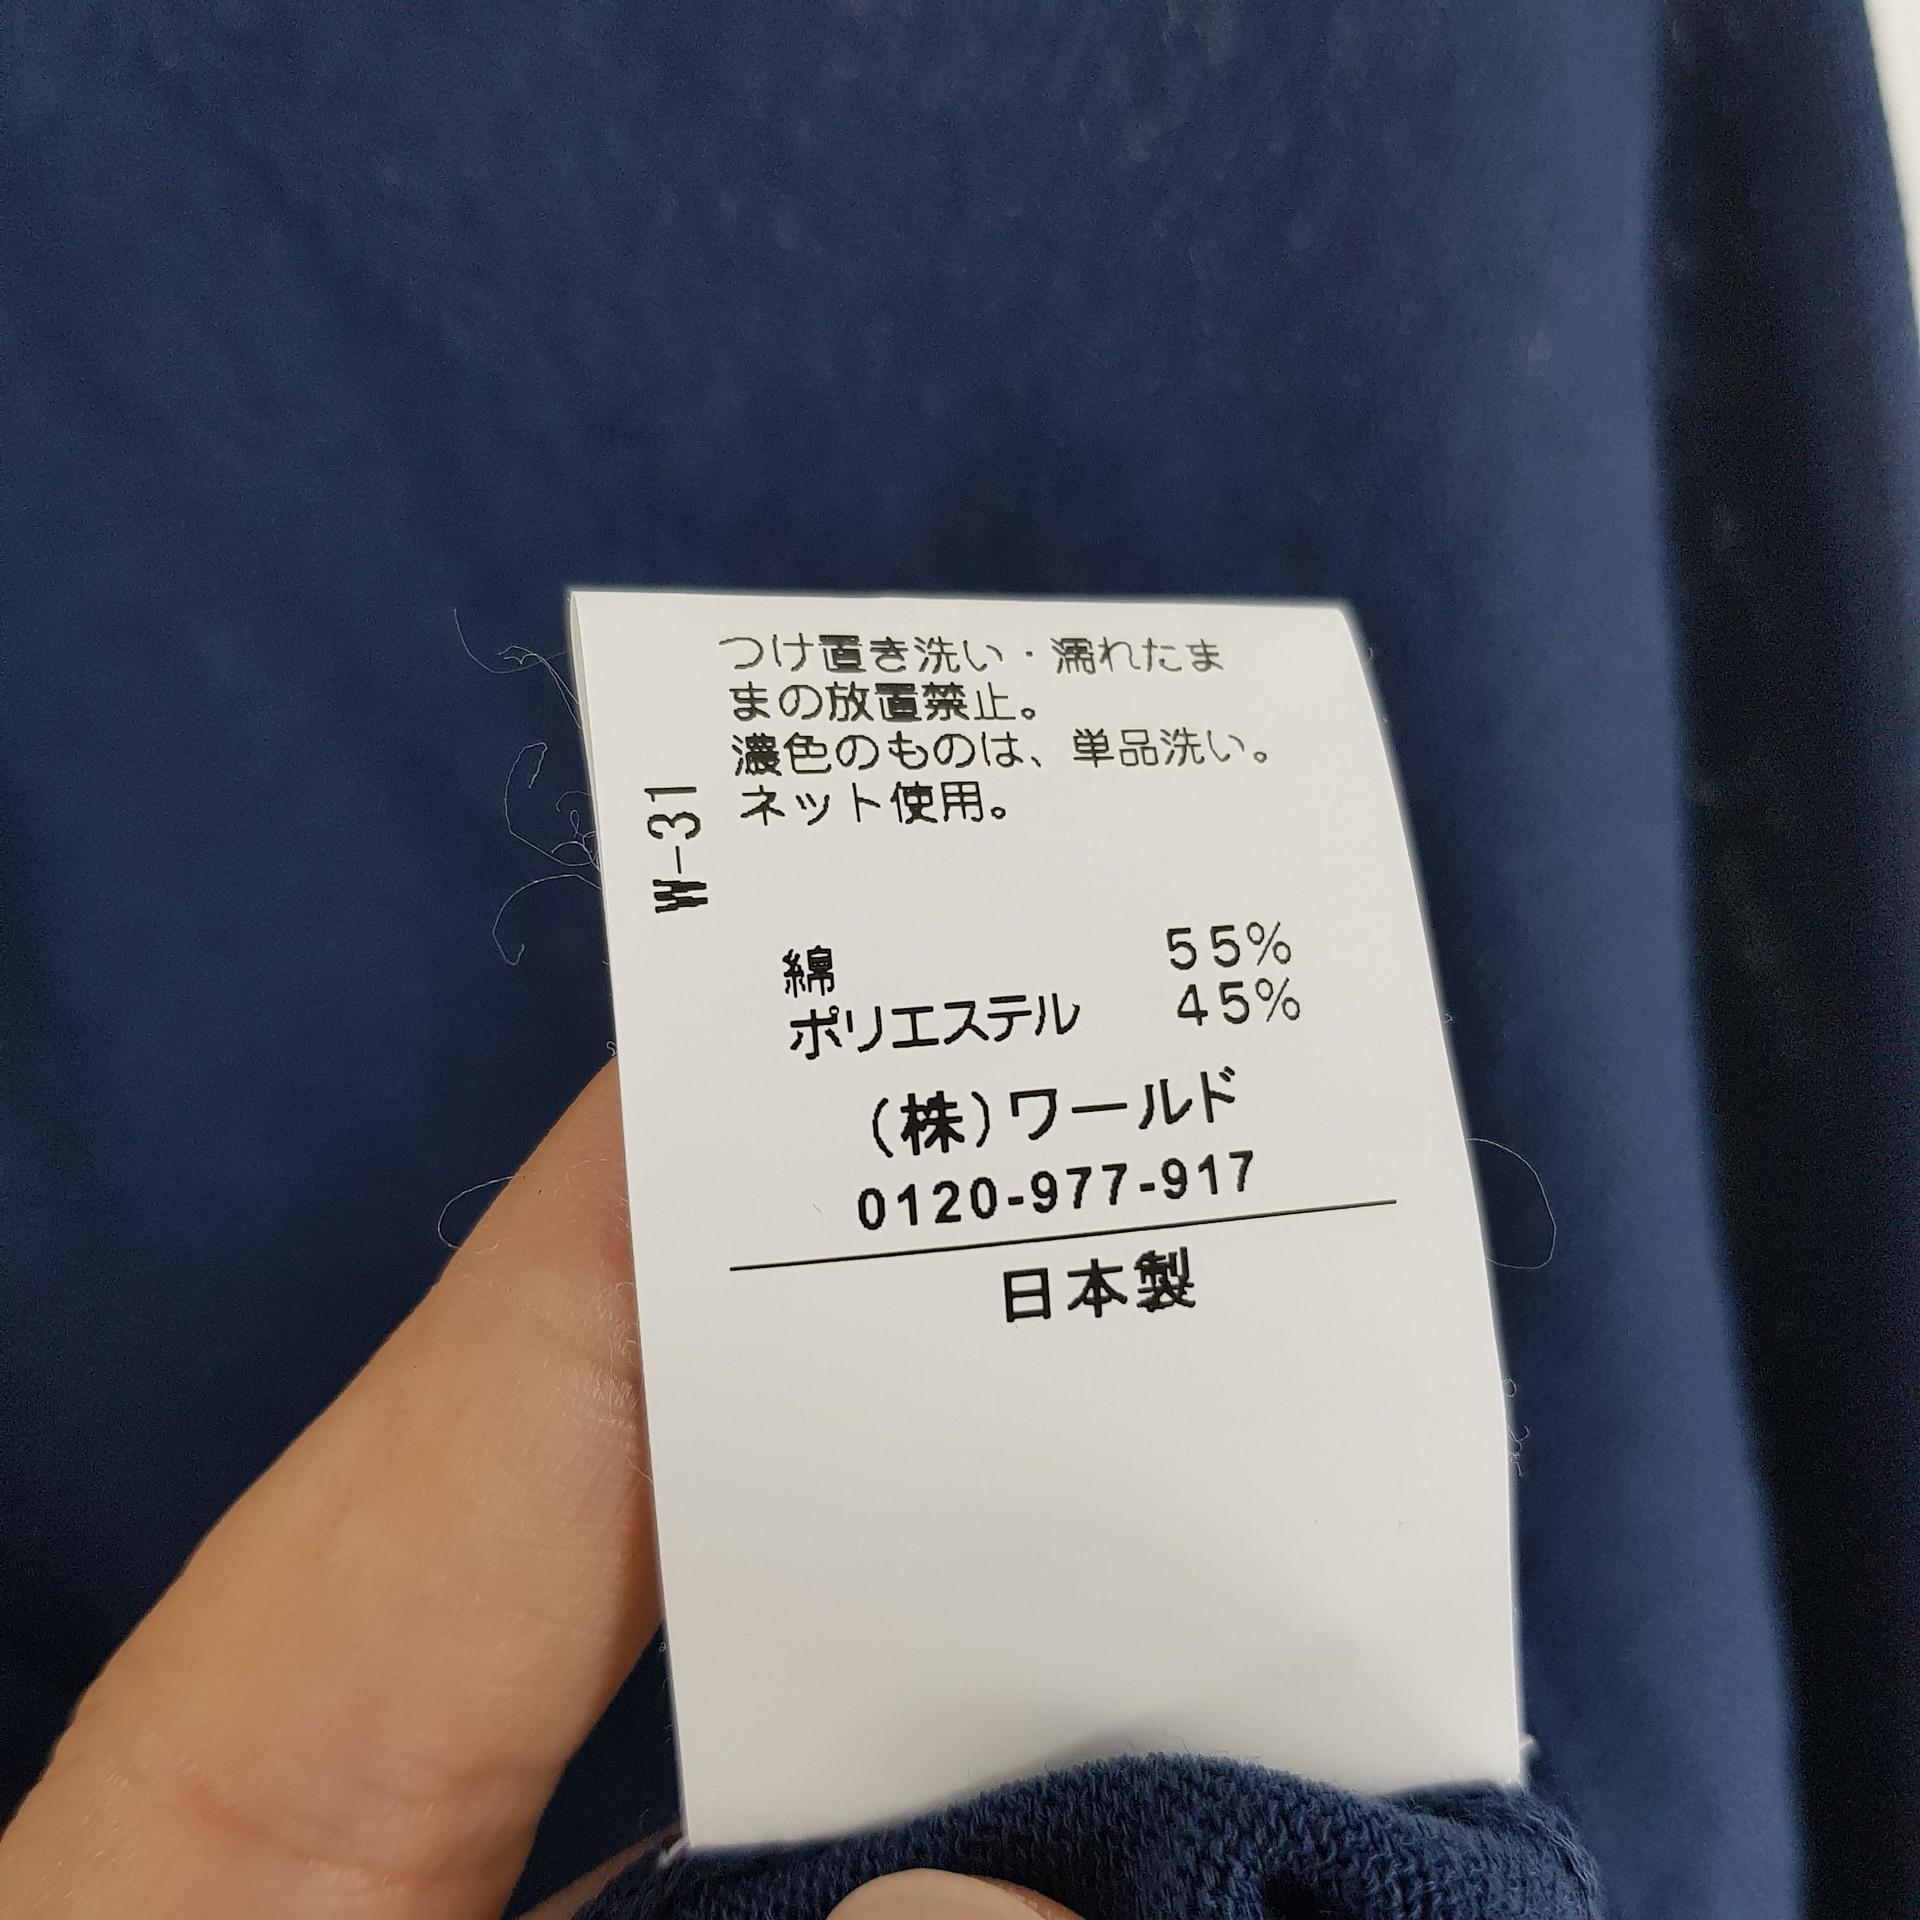 つけ置き洗い・濡れたま
まの放置禁止。
濃色のものは、単品洗い。
ネット使用。
W-31
綿 55%
ポリエステル 45%
(株)ワールド
0120-977-917
日本製